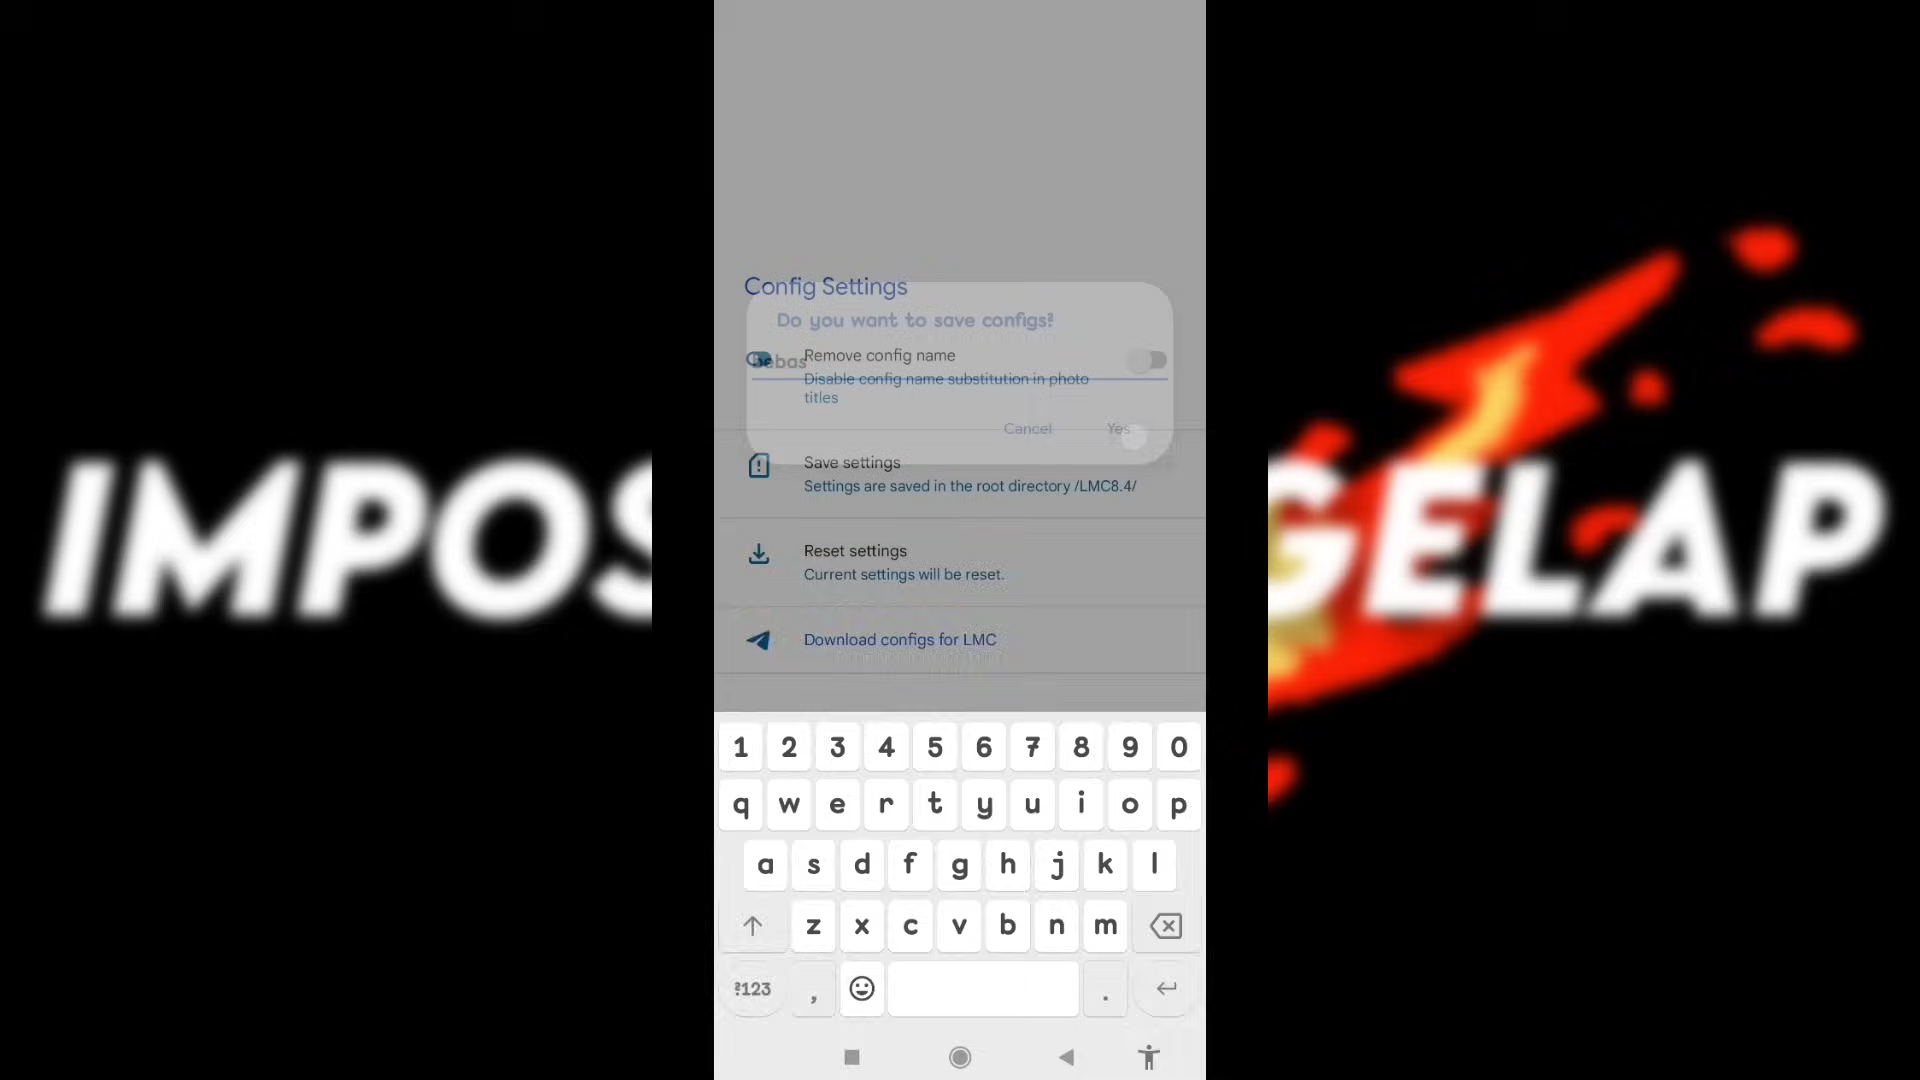 IMPOS
GELAP
Config Settings
Do you want to save configs?
bebas
Remove config name
Disable config name substitution in photo
titles
Cancel Yes
Save settings
Settings are saved in the root directory /LMC8.4/
Reset settings
Current settings will be reset.
Download configs for LMC
1 2 3 4 5 6 7 8 9 0
q w e r t y u i o p
a s d f g h j k l
z x c v b n m
?123 , .